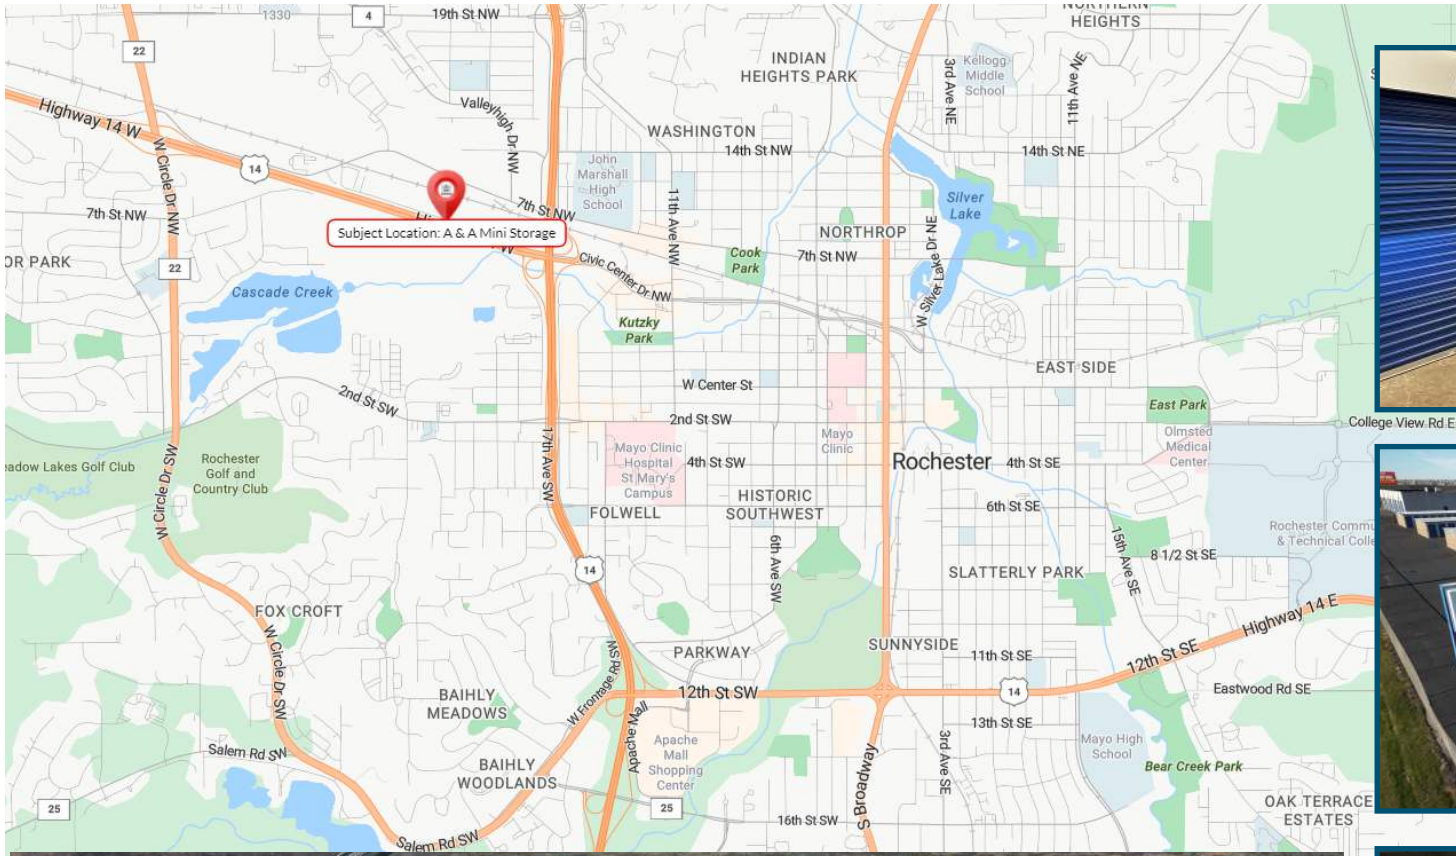 1330
4
19th St NW
NORTHERN
HEIGHTS
22
INDIAN
HEIGHTS PARK
3rd Ave NE
Kellogg
Middle
School
11th Ave NE
Highway 14 W
Valleyhigh Dr NW
WASHINGTON
14th St NW
14th St NE
W Circle Dr NW
14
John
Marshall
High
School
11th Ave NW
7th St NW
7th St NW
Subject Location: A & A Mini Storage
Silver
Lake
NORTHROP
Cook
Park
7th St NW
W Silver Lake Dr NE
OR PARK
22
Civic Center Dr NW
Cascade Creek
Kutzky
Park
EAST SIDE
W Center St
2nd St SW
2nd St SW
East Park
College View Rd E
17th Ave SW
Mayo Clinic
Hospital
St Mary's
Campus
4th St SW
Mayo
Clinic
Rochester
4th St SE
Olmsted
Medical
Center
eadow Lakes Golf Club
Rochester
Golf and
Country Club
W Circle Dr SW
HISTORIC
SOUTHWEST
FOLWELL
6th St SE
6th Ave SW
15th Ave SE
Rochester Commu
& Technical Colle
8 1/2 St SE
14
SLATTERLY PARK
FOX CROFT
W Circle Dr SW
Highway 14 E
SUNNYSIDE
PARKWAY
11th St SE
12th St SE
W Frontage Rd SW
12th St SW
14
BAIHLY
MEADOWS
Eastwood Rd SE
13th St SE
Apache Mall
Apache
Mall
Shopping
Center
S Broadway
3rd Ave SE
Mayo High
School
Salem Rd SW
BAIHLY
WOODLANDS
Bear Creek Park
25
25
16th St SW
OAK TERRACE
ESTATES
Salem Rd SW